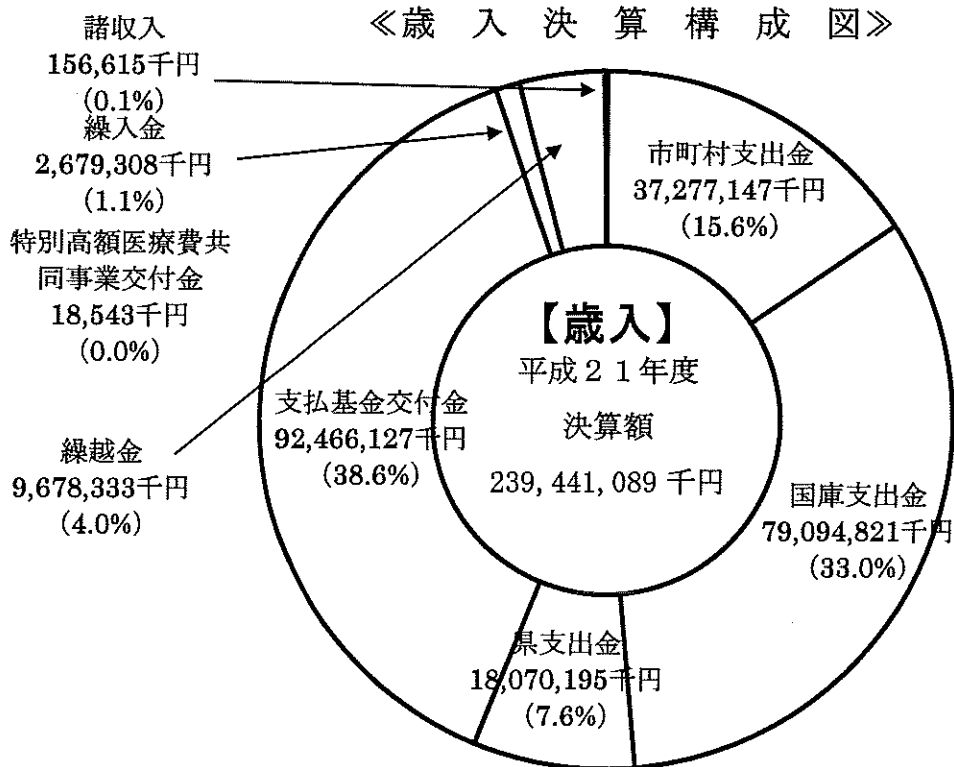 ≪歳入決算構成図≫
諸収入
156,615千円
(0.1%)
繰入金
2,679,308千円
(1.1%)
特別高額医療費共
同事業交付金
18,543千円
(0.0%)
繰越金
9,678,333千円
(4.0%)
市町村支出金
37,277,147千円
(15.6%)
【歳入】
平成21年度
決算額
239,441,089千円
支払基金交付金
92,466,127千円
(38.6%)
国庫支出金
79,094,821千円
(33.0%)
県支出金
18,070,195千円
(7.6%)